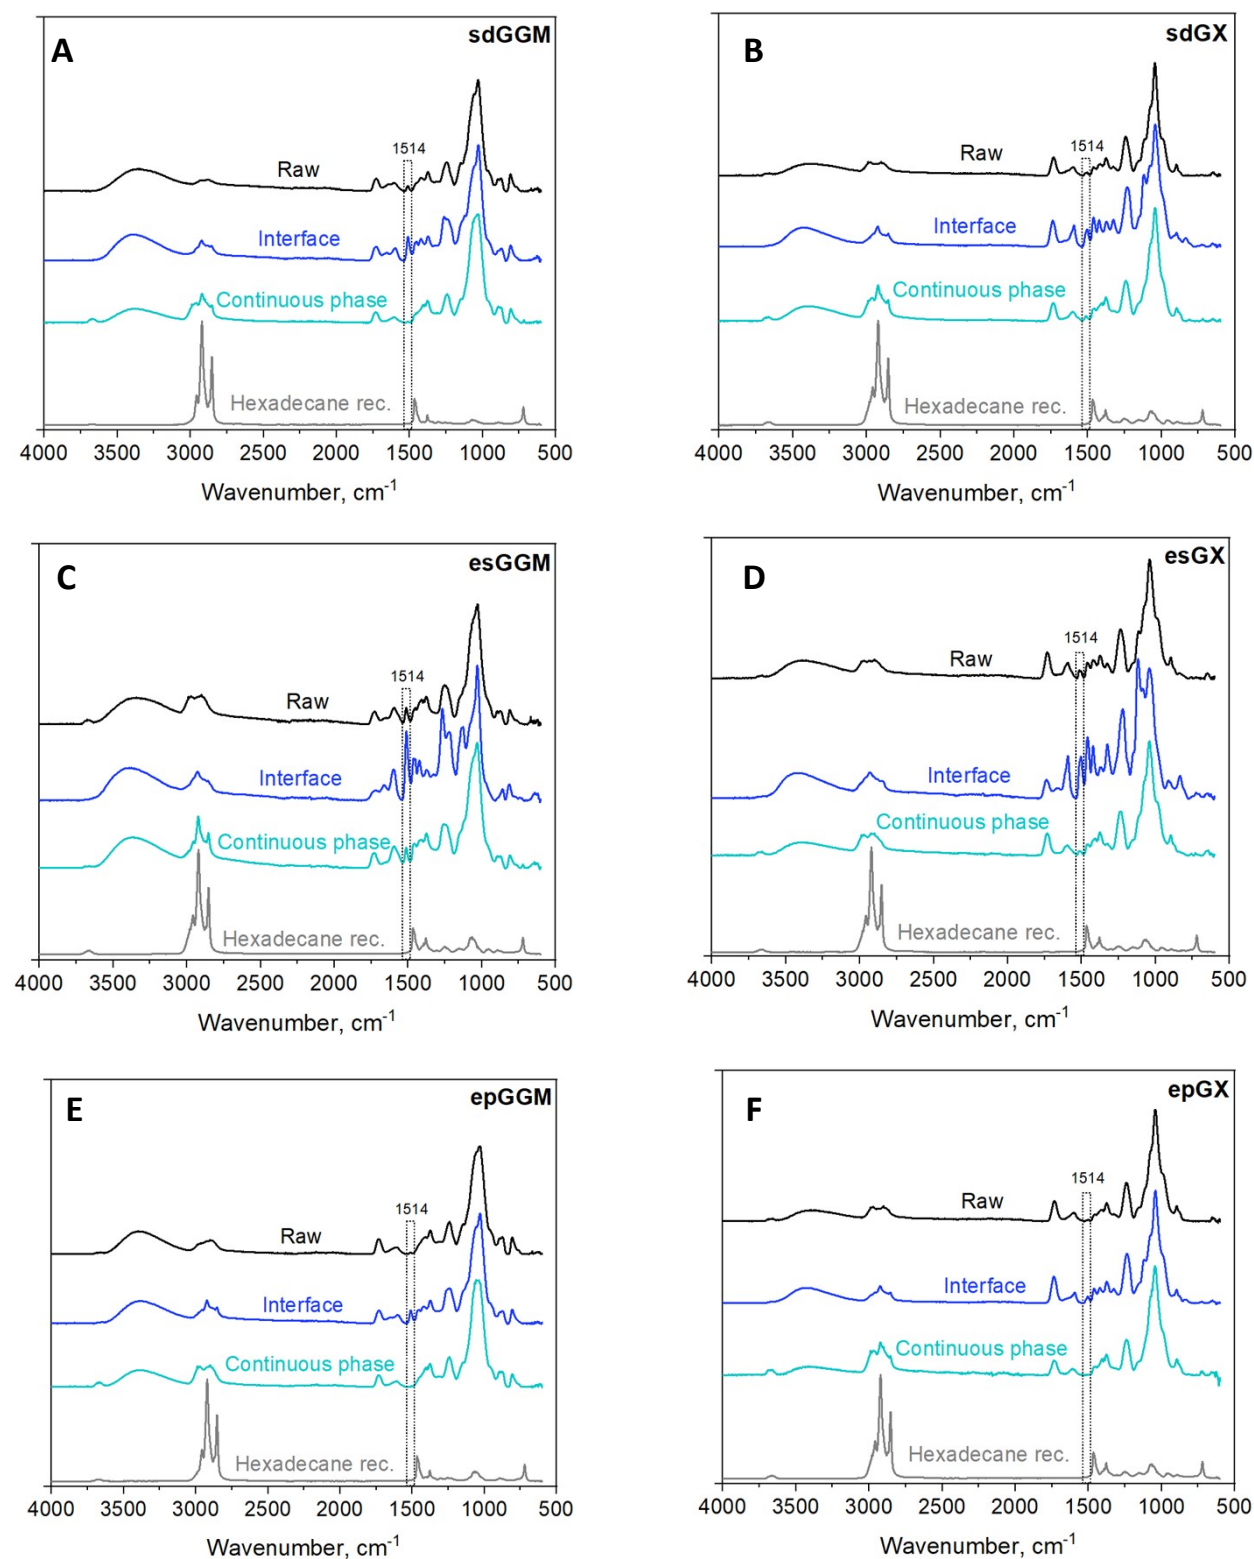 A
sdGGM
1514
Raw
Interface
Continuous phase
Hexadecane rec.
4000 3500 3000 2500 2000 1500 1000 500
Wavenumber, cm-1
B
sdGX
1514
Raw
Interface
Continuous phase
Hexadecane rec.
4000 3500 3000 2500 2000 1500 1000 500
Wavenumber, cm-1
C
esGGM
1514
Raw
Interface
Continuous phase
Hexadecane rec.
4000 3500 3000 2500 2000 1500 1000 500
Wavenumber, cm-1
D
esGX
1514
Raw
Interface
Continuous phase
Hexadecane rec.
4000 3500 3000 2500 2000 1500 1000 500
Wavenumber, cm-1
E
epGGM
1514
Raw
Interface
Continuous phase
Hexadecane rec.
4000 3500 3000 2500 2000 1500 1000 500
Wavenumber, cm-1
F
epGX
1514
Raw
Interface
Continuous phase
Hexadecane rec.
4000 3500 3000 2500 2000 1500 1000 500
Wavenumber, cm-1